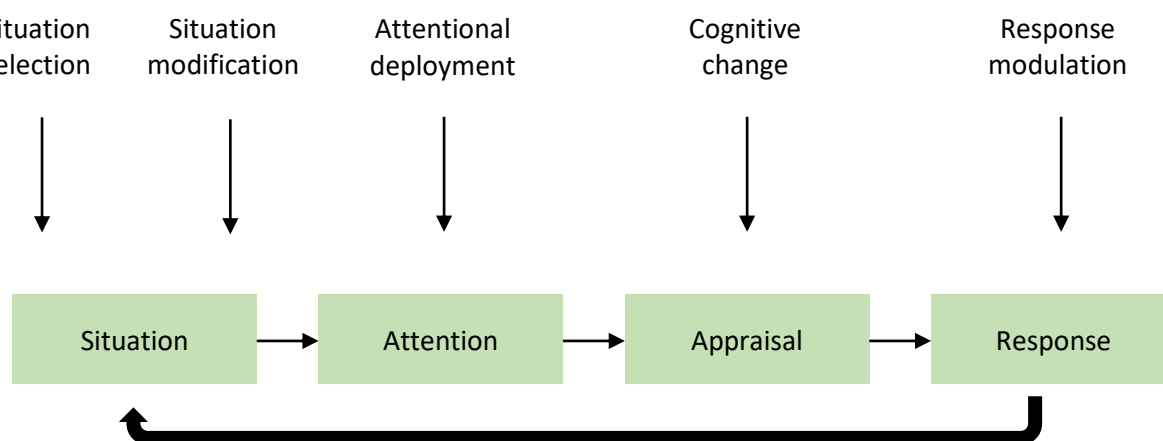 ituation
election
Situation
modification
Attentional
deployment
Cognitive
change
Response
modulation
Situation
Attention
Appraisal
Response